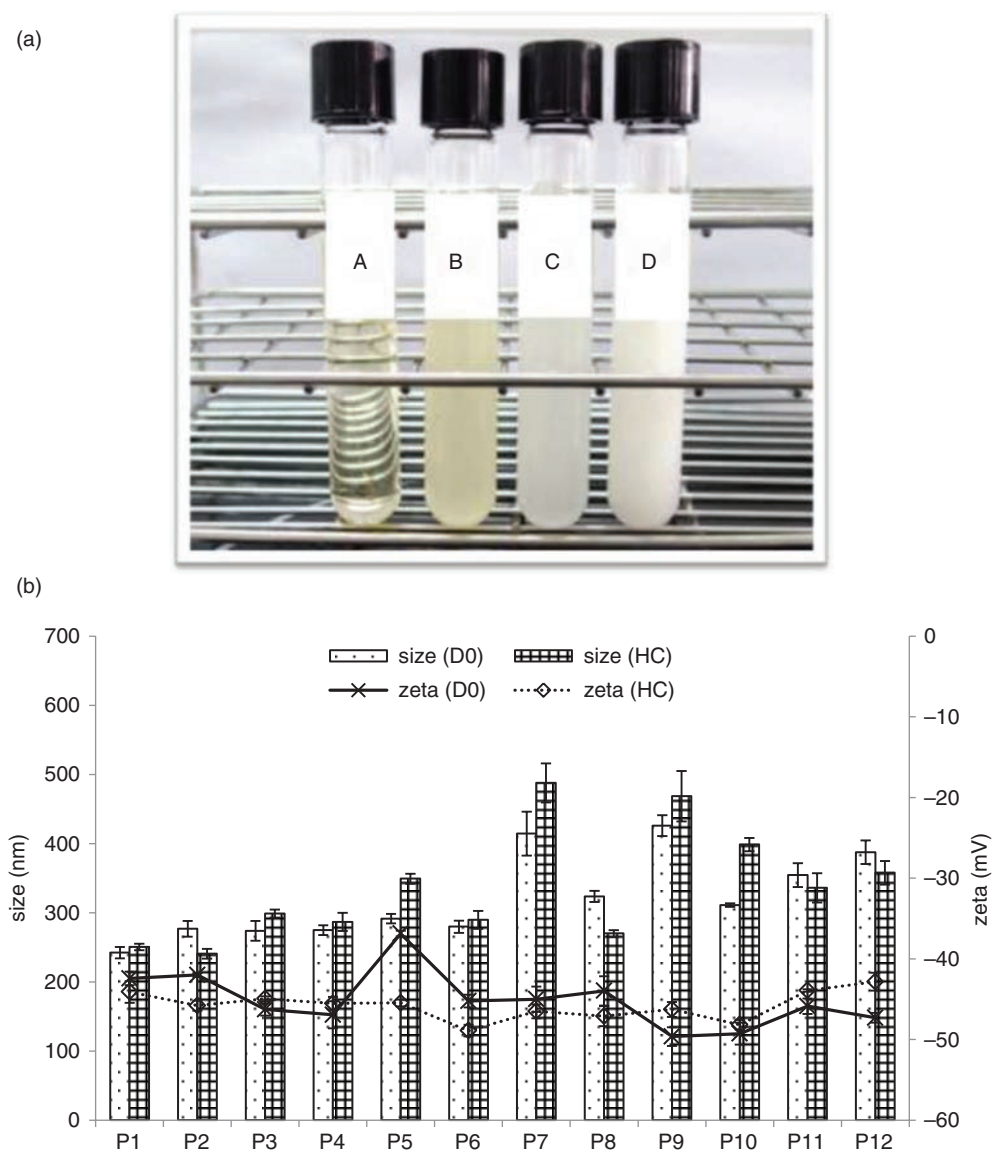 (a)
A B C D
(b)
700 0
size (D0) size (HC)
600 zeta (D0) zeta (HC)
–10
500
–20
400
size (nm) –30 zeta (mV)
300
–40
200
–50
100
0 –60
P1 P2 P3 P4 P5 P6 P7 P8 P9 P10 P11 P12